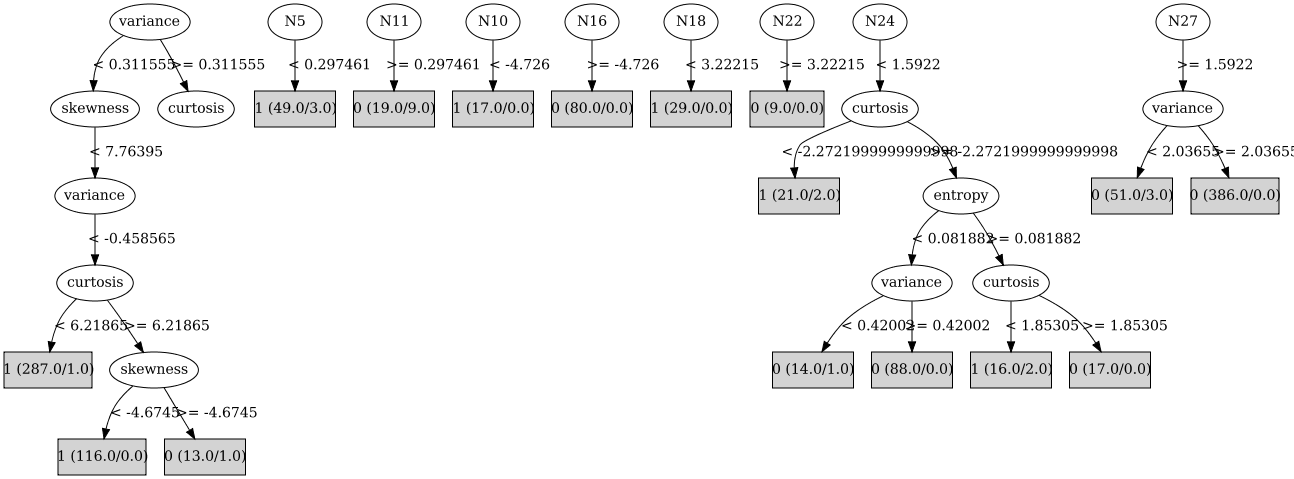 variance
N5
N11
N10
N16
N18
N22
N24
N27
< 0.311555
>= 0.311555
< 0.297461
>= 0.297461
< -4.726
>= -4.726
< 3.22215
>= 3.22215
< 1.5922
>= 1.5922
skewness
curtosis
1 (49.0/3.0)
0 (19.0/9.0)
1 (17.0/0.0)
0 (80.0/0.0)
1 (29.0/0.0)
0 (9.0/0.0)
curtosis
variance
< 7.76395
< -2.2721999999999998
>= -2.2721999999999998
< 2.03655
>= 2.03655
variance
1 (21.0/2.0)
entropy
0 (51.0/3.0)
0 (386.0/0.0)
< -0.458565
< 0.081882
>= 0.081882
curtosis
variance
curtosis
< 6.21865
>= 6.21865
< 0.42002
>= 0.42002
< 1.85305
>= 1.85305
1 (287.0/1.0)
skewness
0 (14.0/1.0)
0 (88.0/0.0)
1 (16.0/2.0)
0 (17.0/0.0)
< -4.6745
>= -4.6745
1 (116.0/0.0)
0 (13.0/1.0)